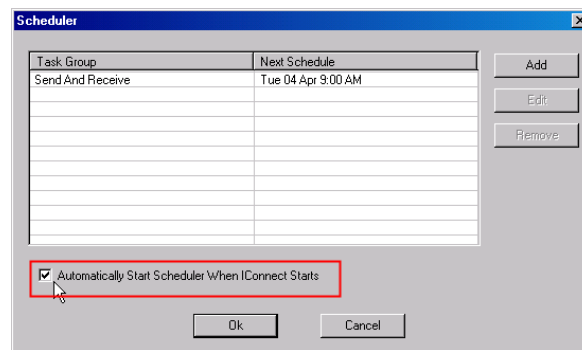 Scheduler
Task Group Next Schedule Add
Send And Receive Tue 04 Apr 9:00 AM
Edit
Remove
Automatically Start Scheduler When IConnect Starts
Ok Cancel